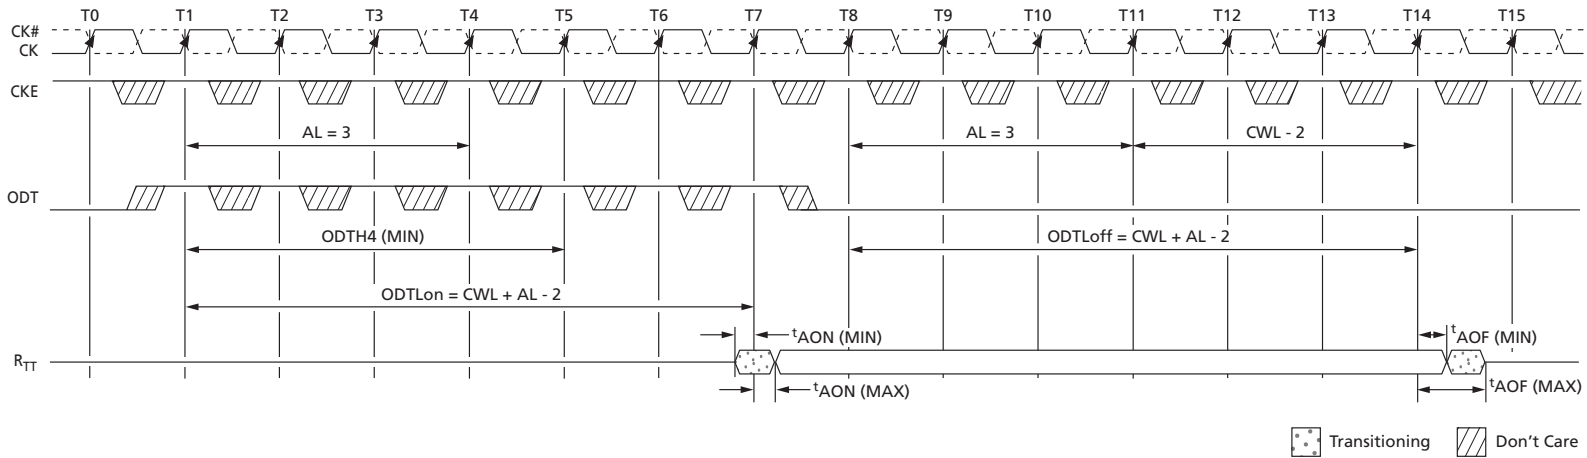 T0 T1 T2 T3 T4 T5 T6 T7 T8 T9 T10 T11 T12 T13 T14 T15
CK#
CK
CKE
AL = 3 AL = 3 CWL - 2
ODT
ODTH4 (MIN) ODTLoff = CWL + AL - 2
ODTLon = CWL + AL - 2
tAON (MIN) tAOF (MIN)
RTT
tAON (MAX) tAOF (MAX)
Transitioning Don't Care